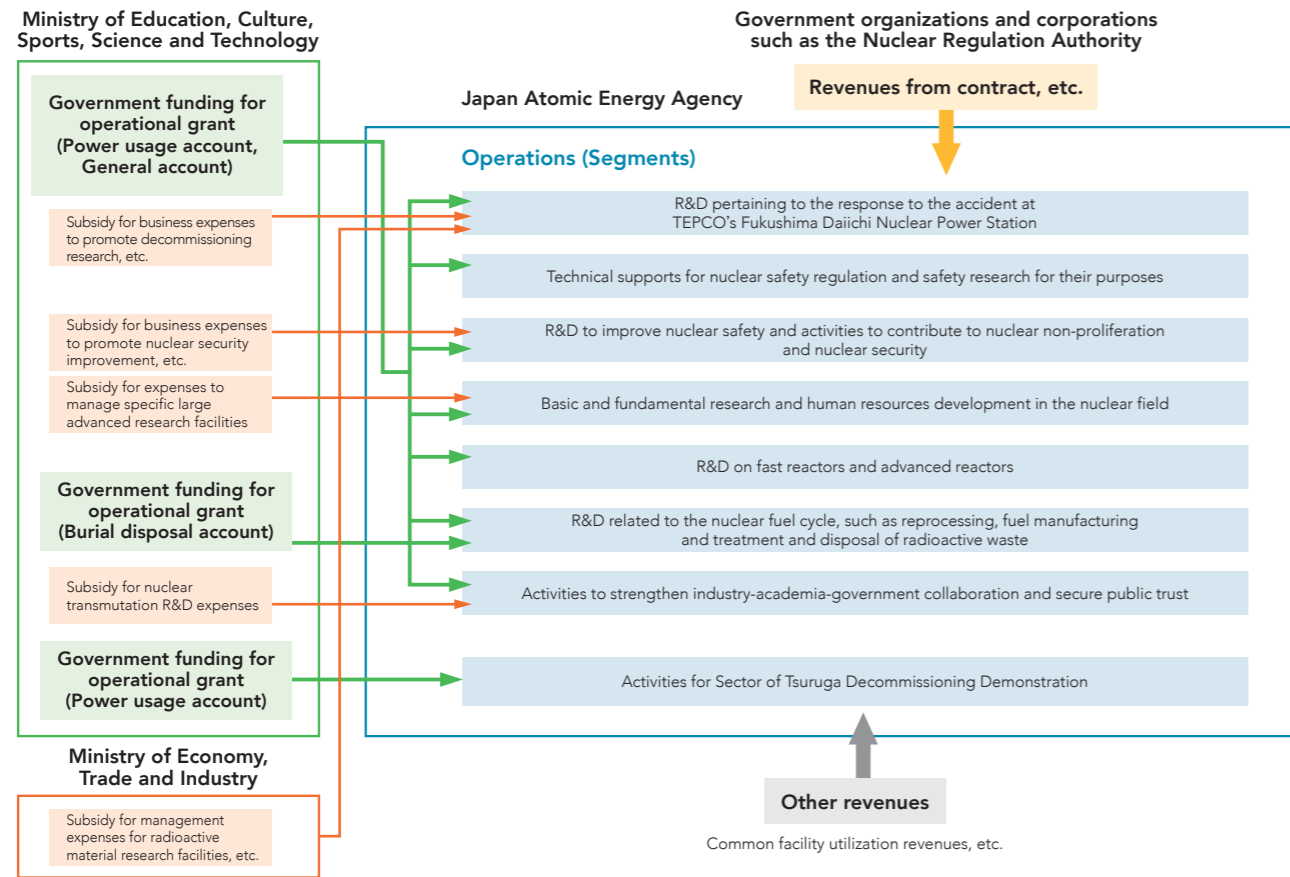 Ministry of Education, Culture,
Sports, Science and Technology
Government funding for
operational grant
(Power usage account,
General account)
Subsidy for business expenses
to promote decommissioning
research, etc.
Subsidy for business expenses
to promote nuclear security
improvement, etc.
Subsidy for expenses to
manage specific large
advanced research facilities
Government funding for
operational grant
(Burial disposal account)
Subsidy for nuclear
transmutation R&D expenses
Government funding for
operational grant
(Power usage account)
Ministry of Economy,
Trade and Industry
Subsidy for management
expenses for radioactive
material research facilities, etc.
Government organizations and corporations
such as the Nuclear Regulation Authority
Revenues from contract, etc.
Japan Atomic Energy Agency
Operations (Segments)
R&D pertaining to the response to the accident at
TEPCO's Fukushima Daiichi Nuclear Power Station
Technical supports for nuclear safety regulation and safety research for their purposes
R&D to improve nuclear safety and activities to contribute to nuclear non-proliferation
and nuclear security
Basic and fundamental research and human resources development in the nuclear field
R&D on fast reactors and advanced reactors
R&D related to the nuclear fuel cycle, such as reprocessing, fuel manufacturing
and treatment and disposal of radioactive waste
Activities to strengthen industry-academia-government collaboration and secure public trust
Activities for Sector of Tsuruga Decommissioning Demonstration
Other revenues
Common facility utilization revenues, etc.